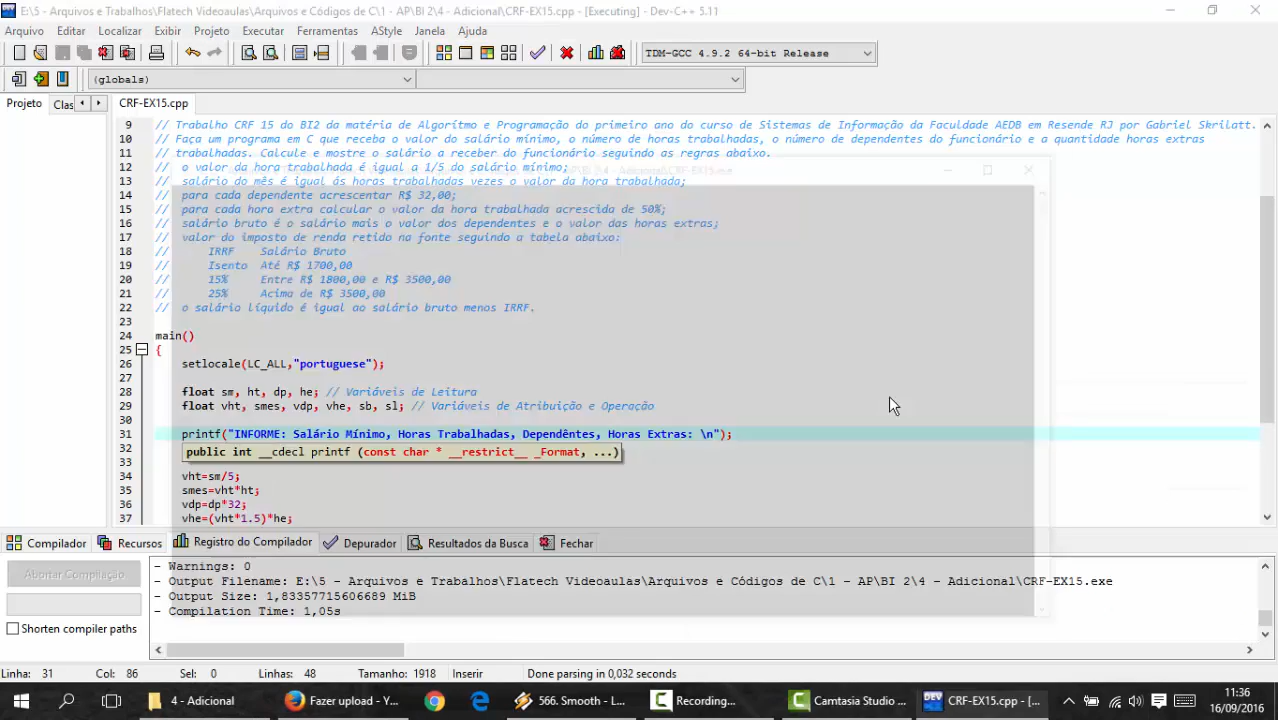 E:\5 - Arquivos e Trabalhos\Flatech Videoaulas\Arquivos e Códigos de C\1 - AP\BI 2\4 - Adicional\CRF-EX15.cpp - [Executing] - Dev-C++ 5.11
Arquivo Editar Localizar Exibir Projeto Executar Ferramentas AStyle Janela Ajuda
TDM-GCC 4.9.2 64-bit Release
(globals)
Projeto Clas CRF-EX15.cpp
9 // Trabalho CRF 15 do BI2 da matéria de Algorítmo e Programação do primeiro ano do curso de Sistemas de Informação da Faculdade AEDB em Resende RJ por Gabriel Skrilatt.
10 // Faça um programa em C que receba o valor do salário mínimo, o número de horas trabalhadas, o número de dependentes do funcionário e a quantidade horas extras
11 // trabalhadas. Calcule e mostre o salário a receber do funcionário seguindo as regras abaixo.
12 // o valor da hora trabalhada é igual a 1/5 do salário mínimo;
13 // salário do mês é igual ás horas trabalhadas vezes o valor da hora trabalhada;
14 // para cada dependente acrescentar R$ 32,00;
15 // para cada hora extra calcular o valor da hora trabalhada acrescida de 50%;
16 // salário bruto é o salário mais o valor dos dependentes e o valor das horas extras;
17 // valor do imposto de renda retido na fonte seguindo a tabela abaixo:
18 // IRRF Salário Bruto
19 // Isento Até R$ 1700,00
20 // 15% Entre R$ 1800,00 e R$ 3500,00
21 // 25% Acima de R$ 3500,00
22 // o salário líquido é igual ao salário bruto menos IRRF.
23
24 main()
25 {
26 setlocale(LC_ALL,"portuguese");
27
28 float sm, ht, dp, he; // Variáveis de Leitura
29 float vht, smes, vdp, vhe, sb, sl; // Variáveis de Atribuição e Operação
30
31 printf("INFORME: Salário Mínimo, Horas Trabalhadas, Dependêntes, Horas Extras: \n");
32 public int __cdecl printf (const char * __restrict__ _Format, ...)
33
34 vht=sm/5;
35 smes=vht*ht;
36 vdp=dp*32;
37 vhe=(vht*1.5)*he;
Compilador Recursos Registro do Compilador Depurador Resultados da Busca Fechar
Abortar Compilação
- Warnings: 0
- Output Filename: E:\5 - Arquivos e Trabalhos\Flatech Videoaulas\Arquivos e Códigos de C\1 - AP\BI 2\4 - Adicional\CRF-EX15.exe
- Output Size: 1,83357715606689 MiB
- Compilation Time: 1,05s
Shorten compiler paths
Linha: 31 Col: 86 Sel: 0 Linhas: 48 Tamanho: 1918 Inserir Done parsing in 0,032 seconds
4 - Adicional Fazer upload - Y... 566. Smooth - L... Recording... Camtasia Studio ... CRF-EX15.cpp - [...
11:36
16/09/2016